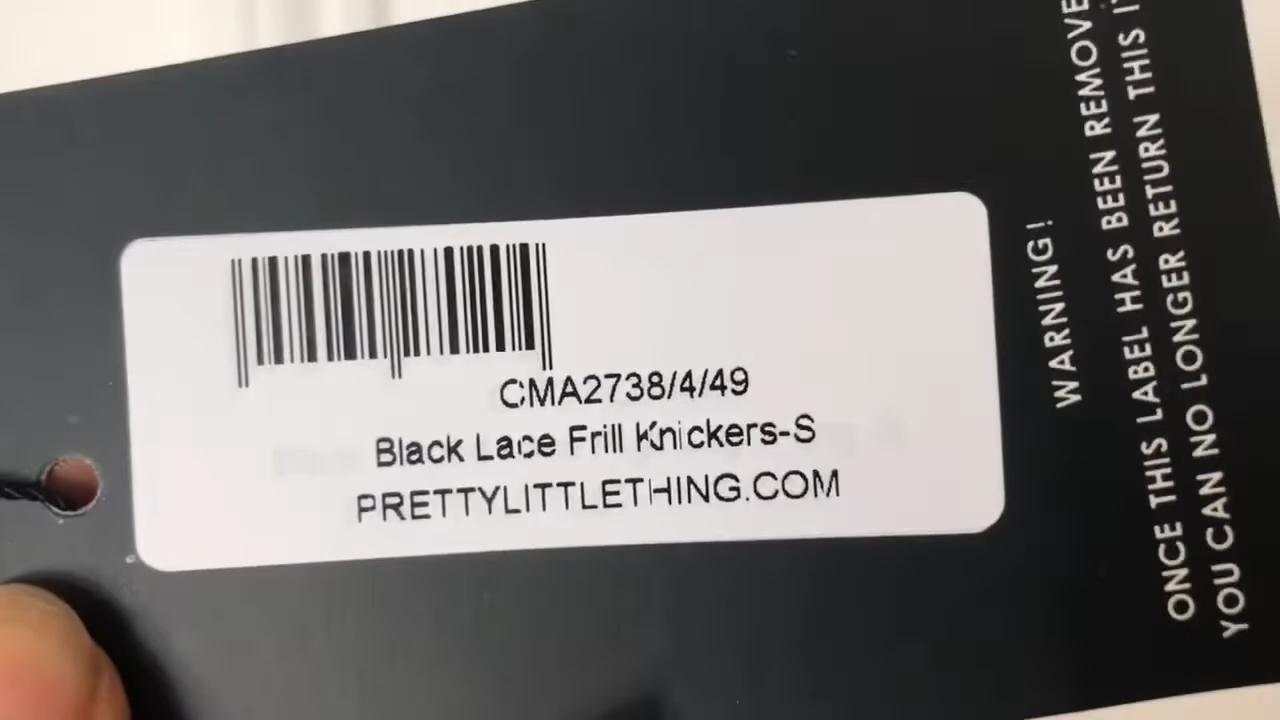 CMA2738/4/49
Black Lace Frill Knickers-S
PRETTYLITTLETHING.COM
WARNING!
ONCE THIS LABEL HAS BEEN
YOU CAN NO LONGER RETURN THIS